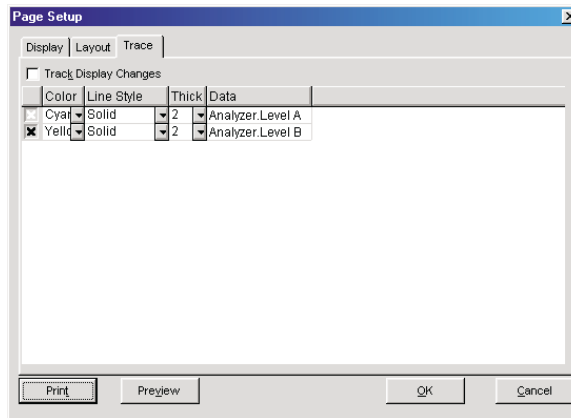 Page Setup
Display Layout Trace
Track Display Changes
Color Line Style Thick Data
Cyar Solid 2 Analyzer.Level A
Yello Solid 2 Analyzer.Level B
Print Preview OK Cancel